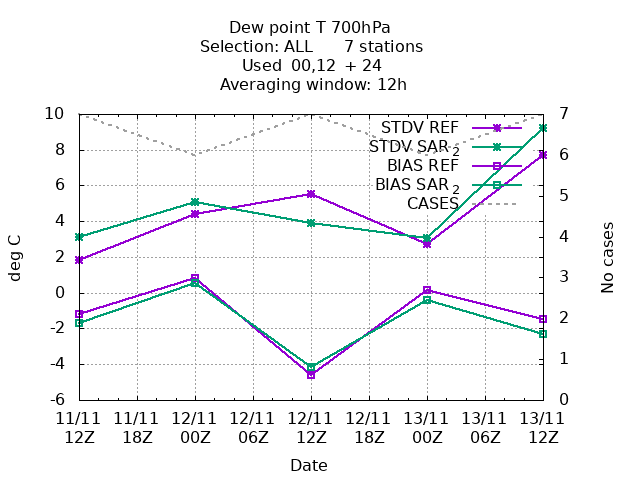 Dew point T 700hPa
Selection: ALL 7 stations
Used 00,12 + 24
Averaging window: 12h
10
8
6
4
2
0
-2
-4
-6
deg C
7
6
5
4
3
2
1
0
No cases
STDV REF
STDV SAR2
BIAS REF
BIAS SAR2
CASES
11/11 11/11 12/11 12/11 12/11 12/11 13/11 13/11 13/11
12Z 18Z 00Z 06Z 12Z 18Z 00Z 06Z 12Z
Date